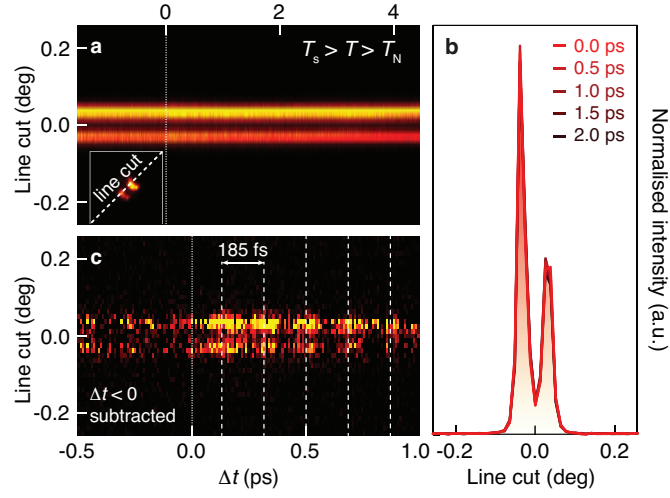 0 2 4
a
T_s > T > T_N
0.2
0.0
-0.2
Line cut (deg)
line cut
c
185 fs
0.2
0.0
-0.2
Line cut (deg)
Δt < 0
subtracted
-0.5 0.0 0.5 1.0
Δt (ps)
b
0.0 ps
0.5 ps
1.0 ps
1.5 ps
2.0 ps
Normalised intensity (a.u.)
-0.2 0.0 0.2
Line cut (deg)